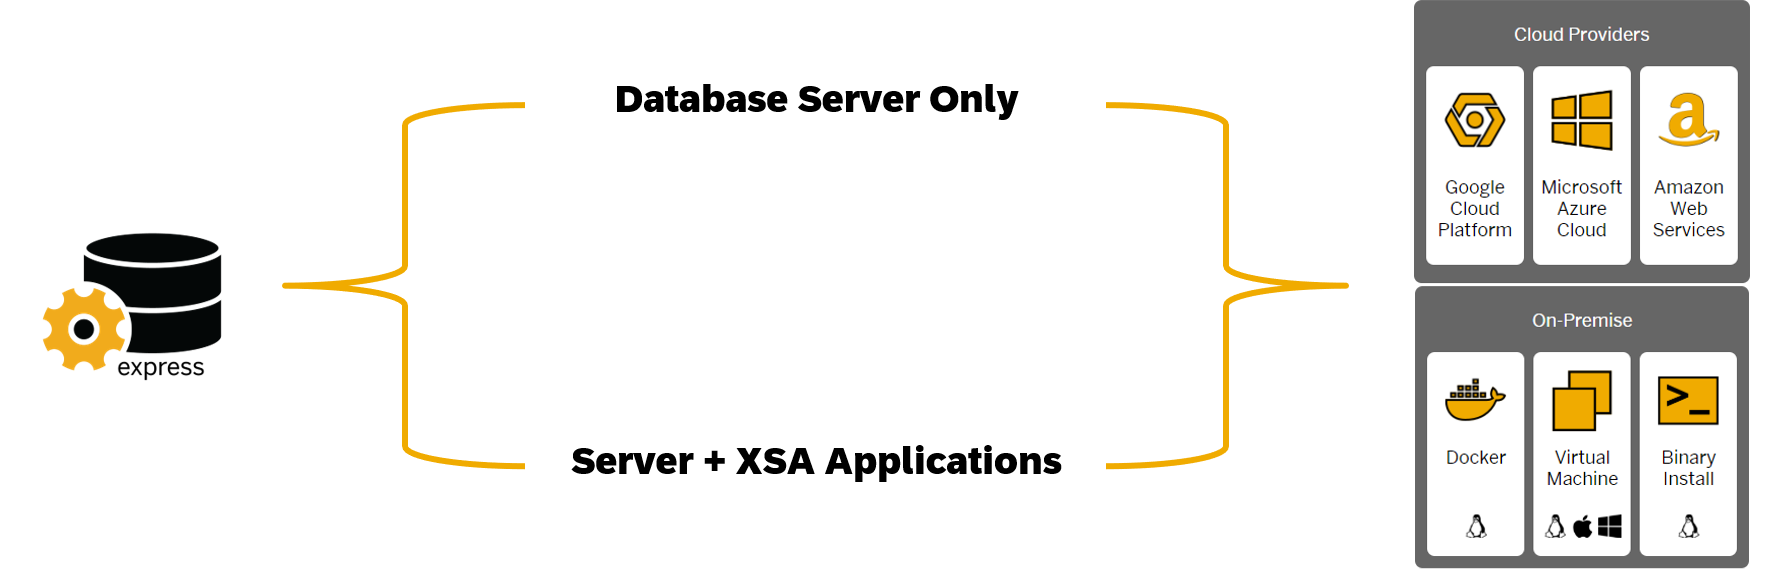 express
Database Server Only
Server + XSA Applications
Cloud Providers
Google
Cloud
Platform
Microsoft
Azure
Cloud
Amazon
Web
Services
On-Premise
Docker
Virtual
Machine
Binary
Install